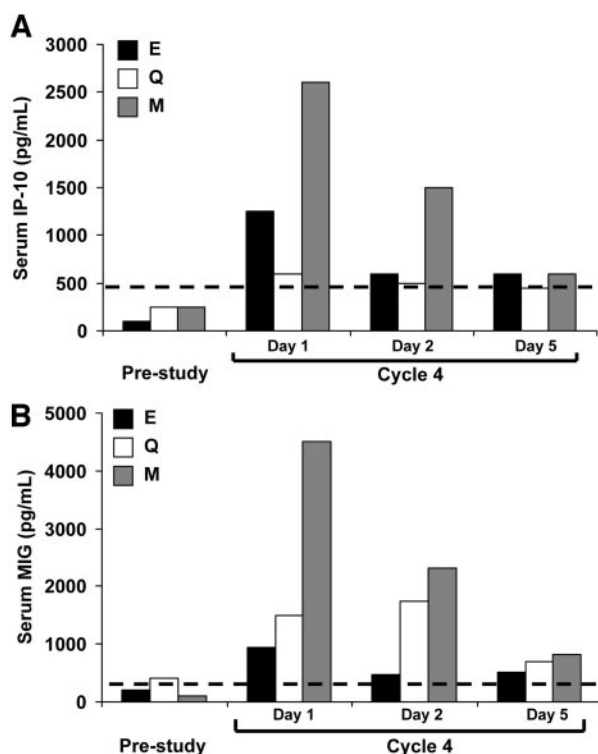 A
Serum IP-10 (pg/mL)
3000
2500
2000
1500
1000
500
0
E
Q
M
Day 1 Day 2 Day 5
Pre-study Cycle 4
B
Serum MIG (pg/mL)
5000
4000
3000
2000
1000
0
E
Q
M
Day 1 Day 2 Day 5
Pre-study Cycle 4